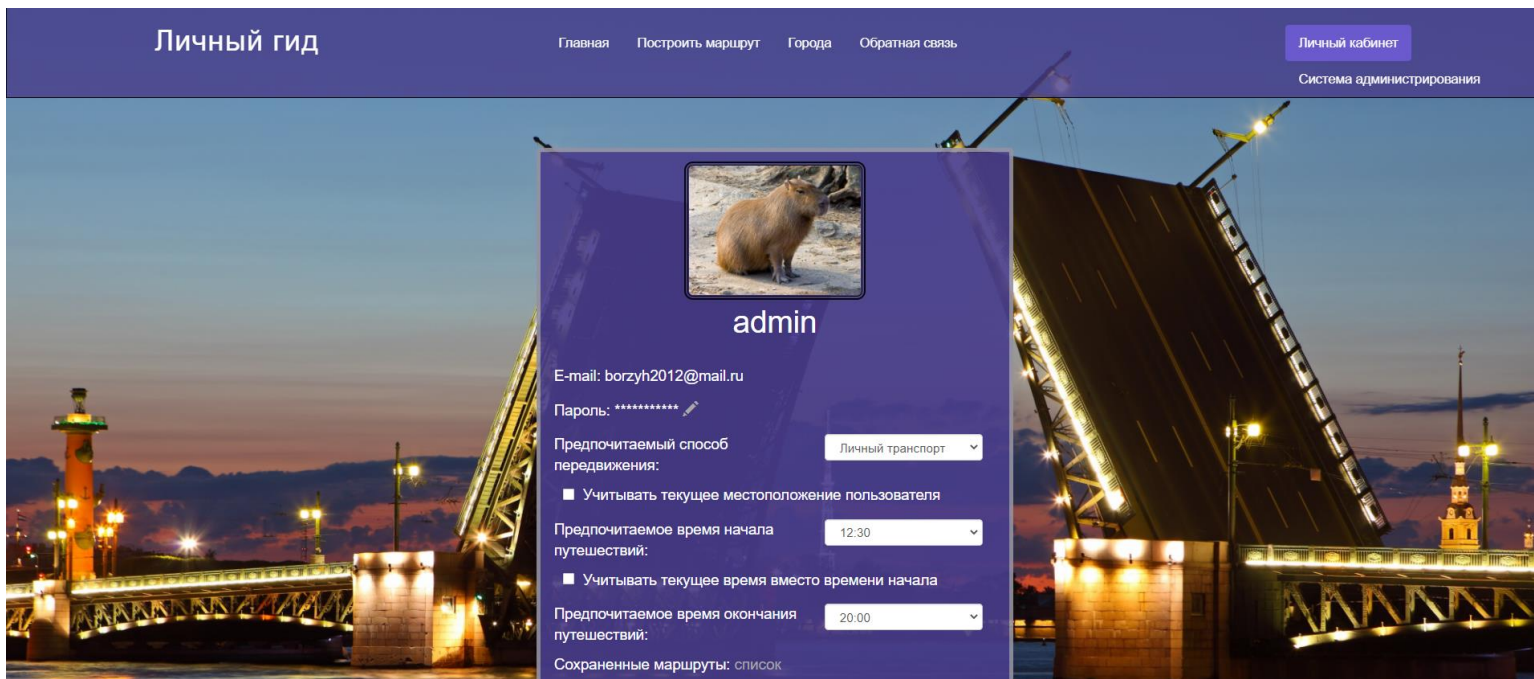 Личный гид
Главная Построить маршрут Города Обратная связь
Личный кабинет
Система администрирования
admin
E-mail: borzyh2012@mail.ru
Пароль: ***********
Предпочитаемый способ
передвижения:
Личный транспорт
Учитывать текущее местоположение пользователя
Предпочитаемое время начала
путешествий:
12:30
Учитывать текущее время вместо времени начала
Предпочитаемое время окончания
путешествий:
20:00
Сохраненные маршруты: список